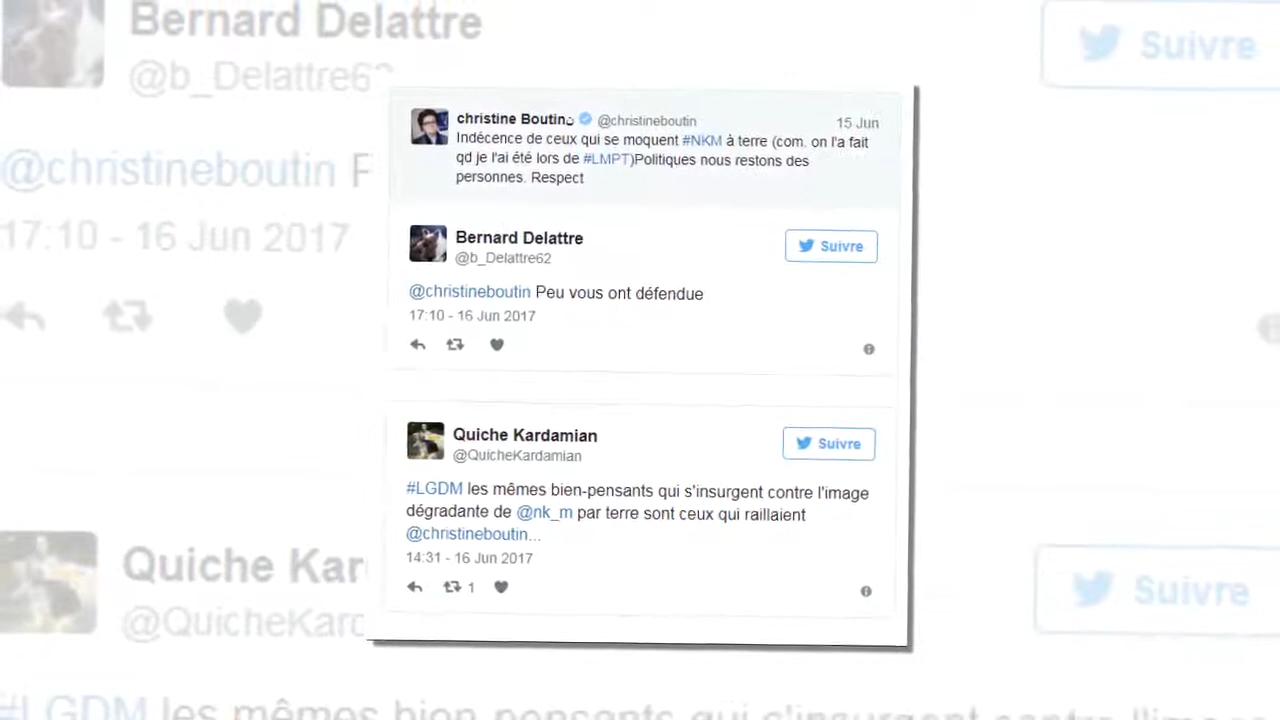 Bernard Delattre
@b_Delattre62
Suivre
@christineboutin
17:10 - 16 Jun 2017
christine Boutin @christineboutin 15 Jun
Indécence de ceux qui se moquent #NKM à terre (com. on l'a fait
qd je l'ai été lors de #LMPT)Politiques nous restons des
personnes. Respect
Bernard Delattre
@b_Delattre62
Suivre
@christineboutin Peu vous ont défendue
17:10 - 16 Jun 2017
Quiche Kardamian
@QuicheKardamian
Suivre
#LGDM les mêmes bien-pensants qui s'insurgent contre l'image
dégradante de @nk_m par terre sont ceux qui raillaient
@christineboutin...
14:31 - 16 Jun 2017
1
Quiche Kar
@QuicheKard
Suivre
#LGDM les mêmes bien-pensants qui s'insurgent contre l'image